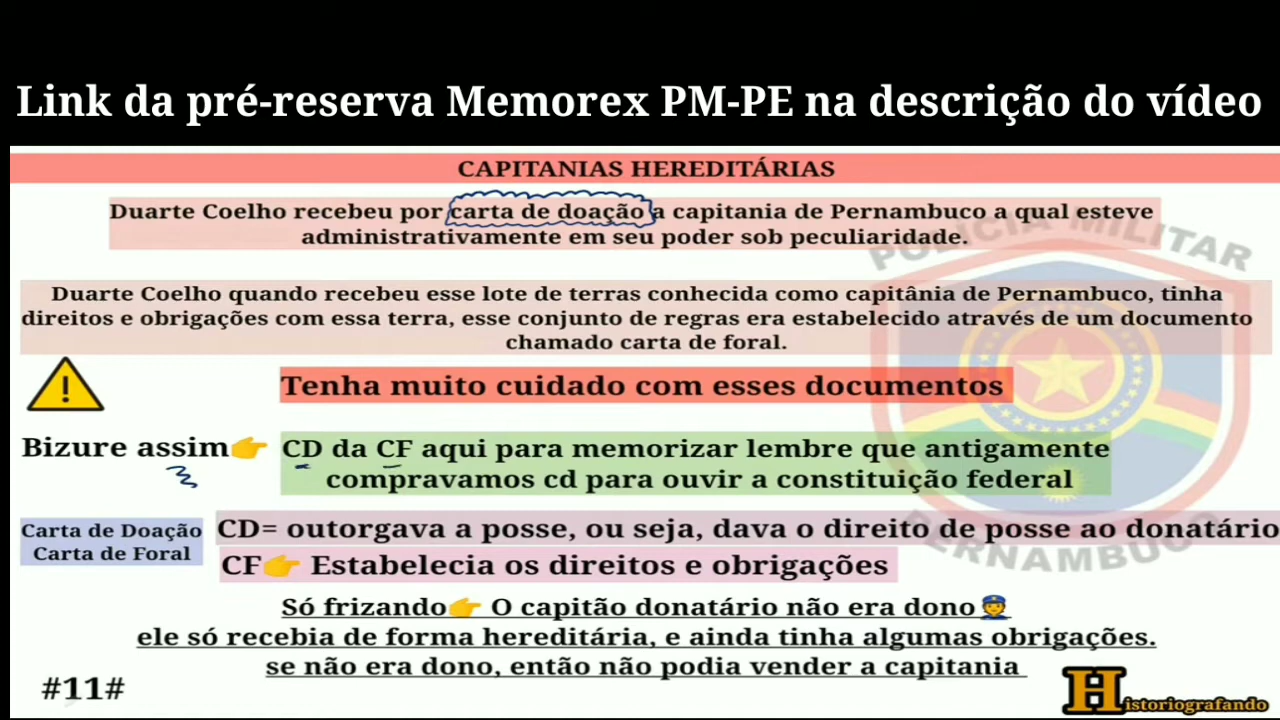 Link da pré-reserva Memorex PM-PE na descrição do vídeo
CAPITANIAS HEREDITÁRIAS
Duarte Coelho recebeu por carta de doação a capitania de Pernambuco a qual esteve
administrativamente em seu poder sob peculiaridade.
Duarte Coelho quando recebeu esse lote de terras conhecida como capitânia de Pernambuco, tinha
direitos e obrigações com essa terra, esse conjunto de regras era estabelecido através de um documento
chamado carta de foral.
Tenha muito cuidado com esses documentos
Bizure assim👉 CD da CF aqui para memorizar lembre que antigamente
compravamos cd para ouvir a constituição federal
Carta de Doação
Carta de Foral
CD= outorgava a posse, ou seja, dava o direito de posse ao donatário
CF👉 Estabelecia os direitos e obrigações
Só frizando👉 O capitão donatário não era dono👮
ele só recebia de forma hereditária, e ainda tinha algumas obrigações.
se não era dono, então não podia vender a capitania
#11#
Historiografando
POLÍCIA MILITAR
PERNAMBUCO